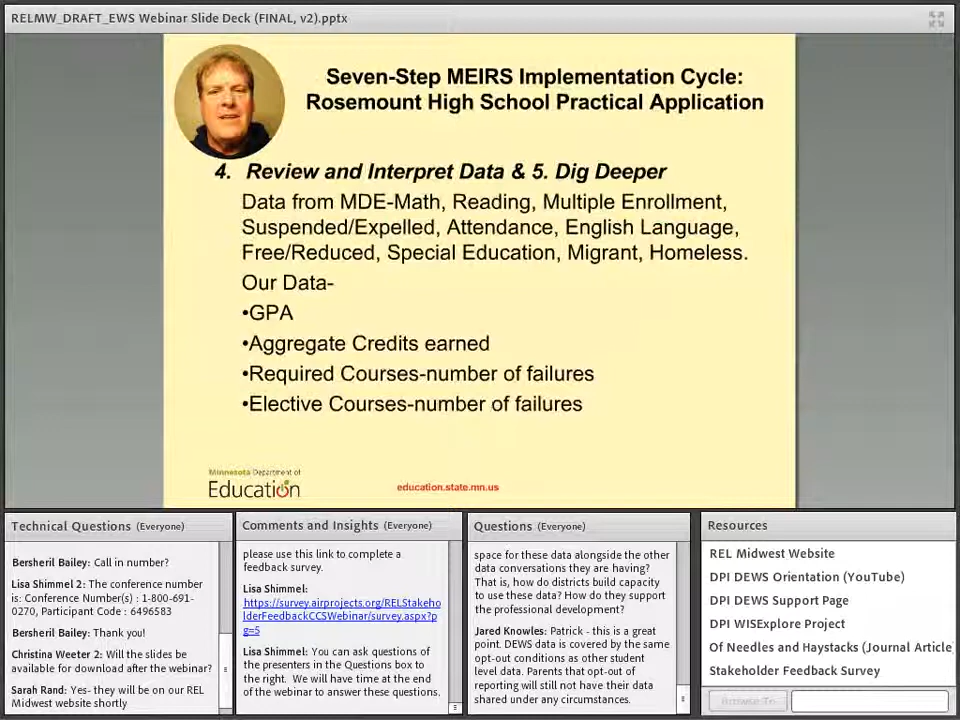 RELMW_DRAFT_EWS Webinar Slide Deck (FINAL, v2).pptx
Seven-Step MEIRS Implementation Cycle:
Rosemount High School Practical Application
4. Review and Interpret Data & 5. Dig Deeper
Data from MDE-Math, Reading, Multiple Enrollment,
Suspended/Expelled, Attendance, English Language,
Free/Reduced, Special Education, Migrant, Homeless.
Our Data-
•GPA
•Aggregate Credits earned
•Required Courses-number of failures
•Elective Courses-number of failures
Minnesota Department of
Education
education.state.mn.us
Technical Questions (Everyone)
Bersheril Bailey: Call in number?
Lisa Shimmel 2: The conference number
is: Conference Number(s) : 1-800-691-
0270, Participant Code : 6496583
Bersheril Bailey: Thank you!
Christina Weeter 2: Will the slides be
available for download after the webinar?
Sarah Rand: Yes- they will be on our REL
Midwest website shortly
Comments and Insights (Everyone)
please use this link to complete a
feedback survey.
Lisa Shimmel:
https://survey.airprojects.org/RELStakeho
lderFeedbackCCSWebinar/survey.aspx?p
g=5
Lisa Shimmel: You can ask questions of
the presenters in the Questions box to
the right. We will have time at the end
of the webinar to answer these questions.
Questions (Everyone)
space for these data alongside the other
data conversations they are having?
That is, how do districts build capacity
to use these data? How do they support
the professional development?
Jared Knowles: Patrick - this is a great
point. DEWS data is covered by the same
opt-out conditions as other student
level data. Parents that opt-out of
reporting will still not have their data
shared under any circumstances.
Resources
REL Midwest Website
DPI DEWS Orientation (YouTube)
DPI DEWS Support Page
DPI WISExplore Project
Of Needles and Haystacks (Journal Article
Stakeholder Feedback Survey
Browse To